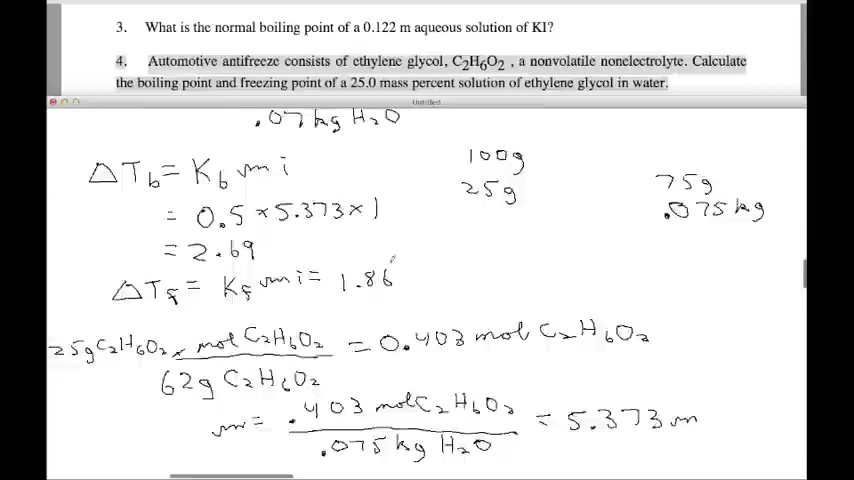 3. What is the normal boiling point of a 0.122 m aqueous solution of KI?
4. Automotive antifreeze consists of ethylene glycol, C2H6O2 , a nonvolatile nonelectrolyte. Calculate
the boiling point and freezing point of a 25.0 mass percent solution of ethylene glycol in water.
Untitled
.07kg H2O
ΔTb = Kb m i
100g
25g
75g
.075 kg
= 0.5 × 5.373 × 1
= 2.69
ΔTf = Kf m i = 1.86
25g C2H6O2 × mol C2H6O2 = 0.403 mol C2H6O2
62g C2H6O2
m = .403 mol C2H6O2 = 5.373 m
.075 kg H2O